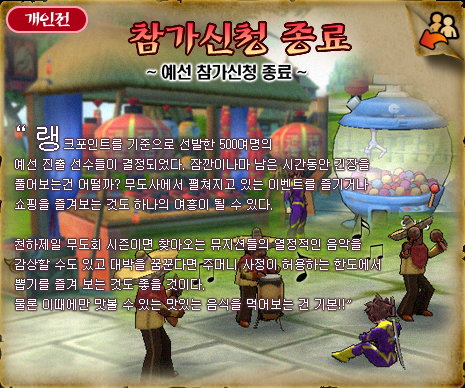 개인전
참가신청 종료
~ 예선 참가신청 종료 ~
“ 랭크포인트를 기준으로 선발한 500여명의
예선 진출 선수들이 결정되었다. 잠깐이나마 남은 시간동안 긴장을
풀어보는건 어떨까? 무도사에서 펼쳐지고 있는 이벤트를 즐기거나
쇼핑을 즐겨보는 것도 하나의 여흥이 될 수 있다.
천하제일 무도회 시즌이면 찾아오는 뮤지션들의 열정적인 음악을
감상할 수도 있고 대박을 꿈꾼다면 주머니 사정이 허용하는 한도에서
뽑기를 즐겨 보는 것도 좋을 것이다.
물론 이때에만 맛볼 수 있는 맛있는 음식을 먹어보는 건 기본!!”